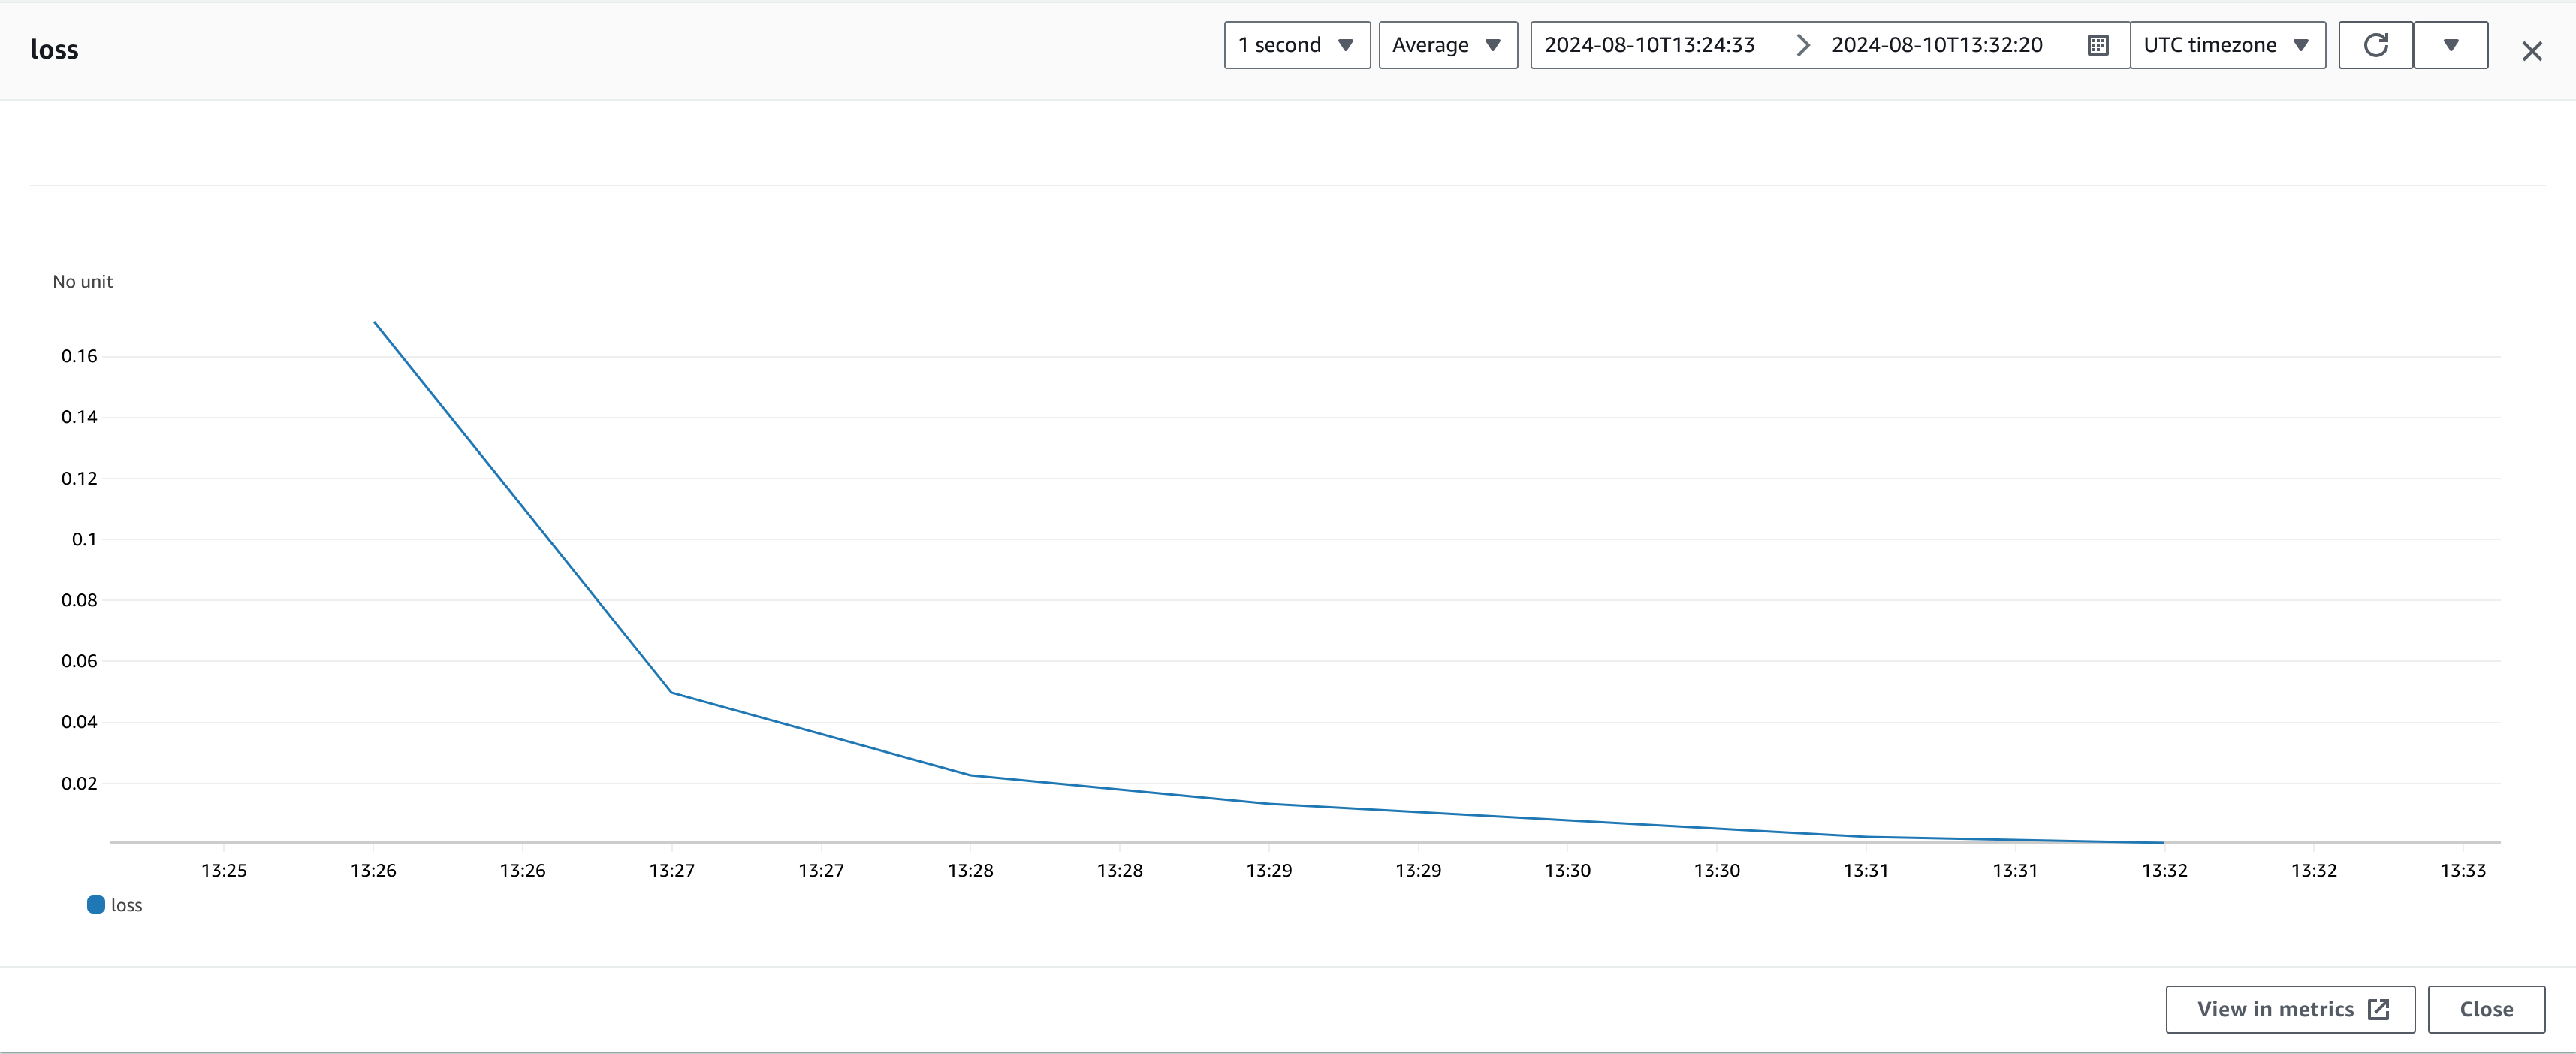 loss
1 second
Average
2024-08-10T13:24:33
2024-08-10T13:32:20
UTC timezone
No unit
0.16
0.14
0.12
0.1
0.08
0.06
0.04
0.02
13:25 13:26 13:26 13:27 13:27 13:28 13:28 13:29 13:29 13:30 13:30 13:31 13:31 13:32 13:32 13:33
loss
View in metrics
Close